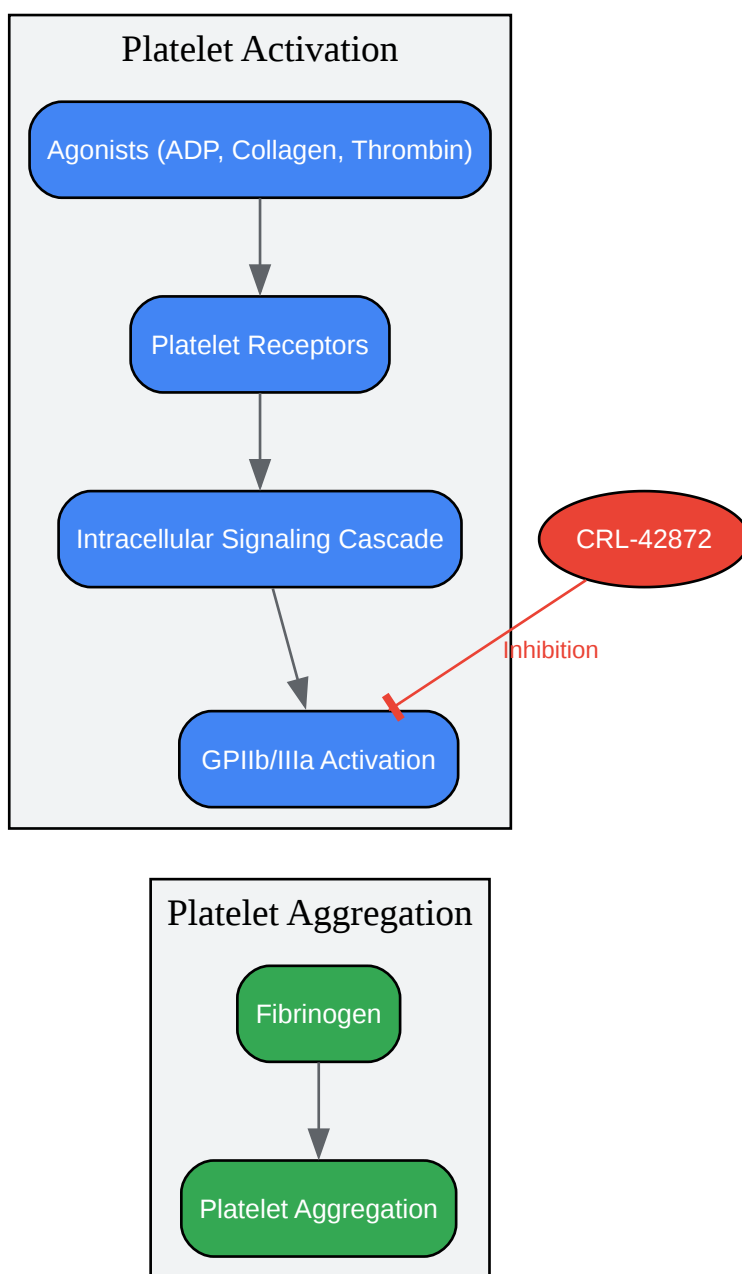 Platelet Activation
Agonists (ADP, Collagen, Thrombin)
Platelet Receptors
Intracellular Signaling Cascade
CRL-42872
Inhibition
GPIIb/IIIa Activation
Platelet Aggregation
Fibrinogen
Platelet Aggregation